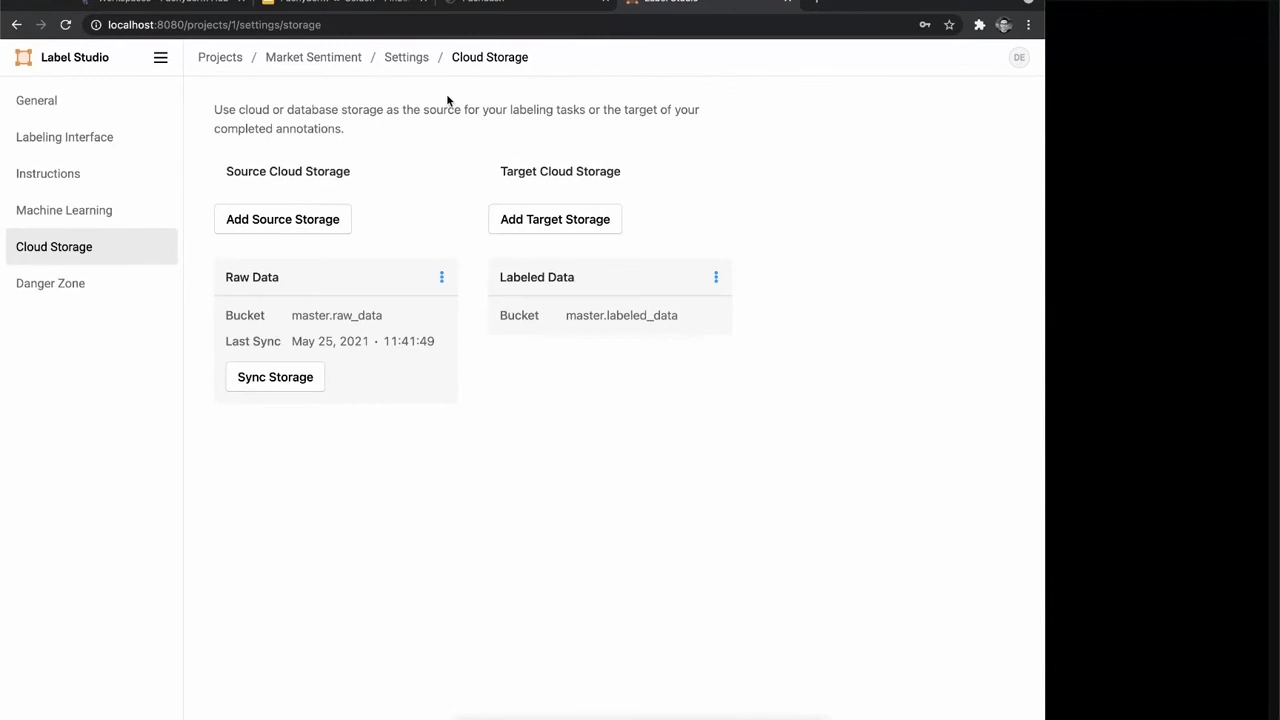 localhost:8080/projects/1/settings/storage
Label Studio
Projects / Market Sentiment / Settings / Cloud Storage
DE
General
Labeling Interface
Instructions
Machine Learning
Cloud Storage
Danger Zone
Use cloud or database storage as the source for your labeling tasks or the target of your
completed annotations.
Source Cloud Storage
Add Source Storage
Raw Data
Bucket master.raw_data
Last Sync May 25, 2021 • 11:41:49
Sync Storage
Target Cloud Storage
Add Target Storage
Labeled Data
Bucket master.labeled_data